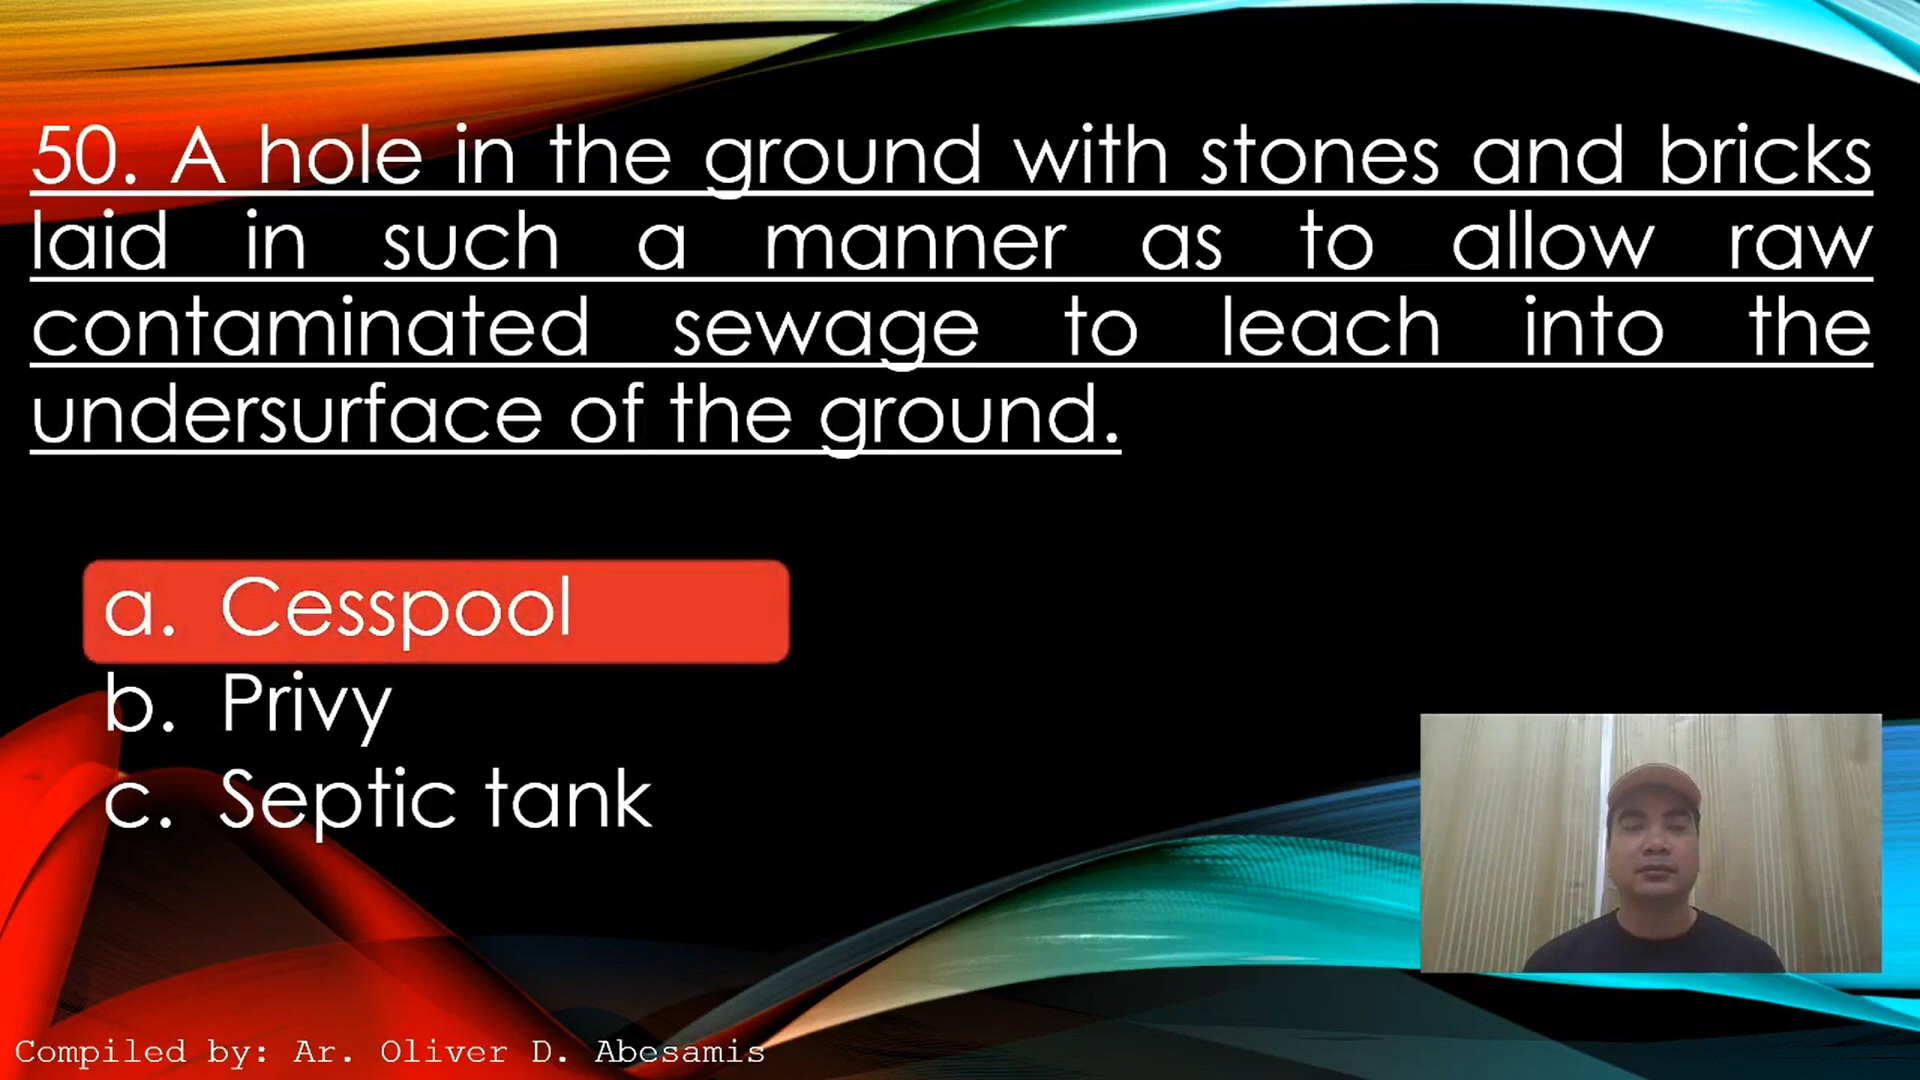 50. A hole in the ground with stones and bricks
laid in such a manner as to allow raw
contaminated sewage to leach into the
undersurface of the ground.
a. Cesspool
b. Privy
c. Septic tank
Compiled by: Ar. Oliver D. Abesamis